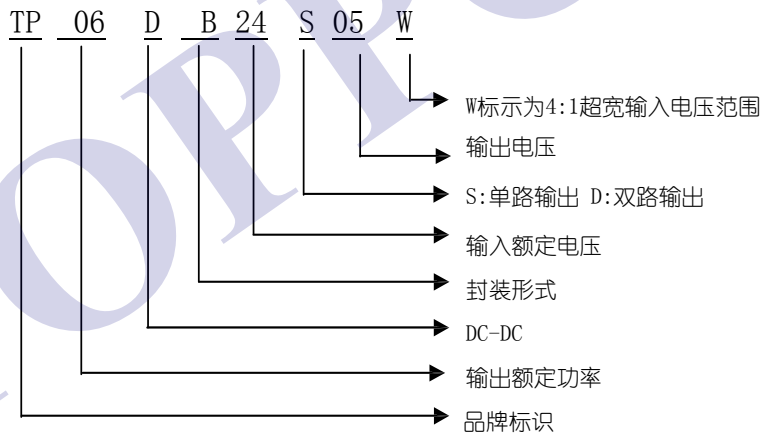 TP 06 D B 24 S 05 W
W标示为4:1超宽输入电压范围
输出电压
S:单路输出 D:双路输出
输入额定电压
封装形式
DC-DC
输出额定功率
品牌标识